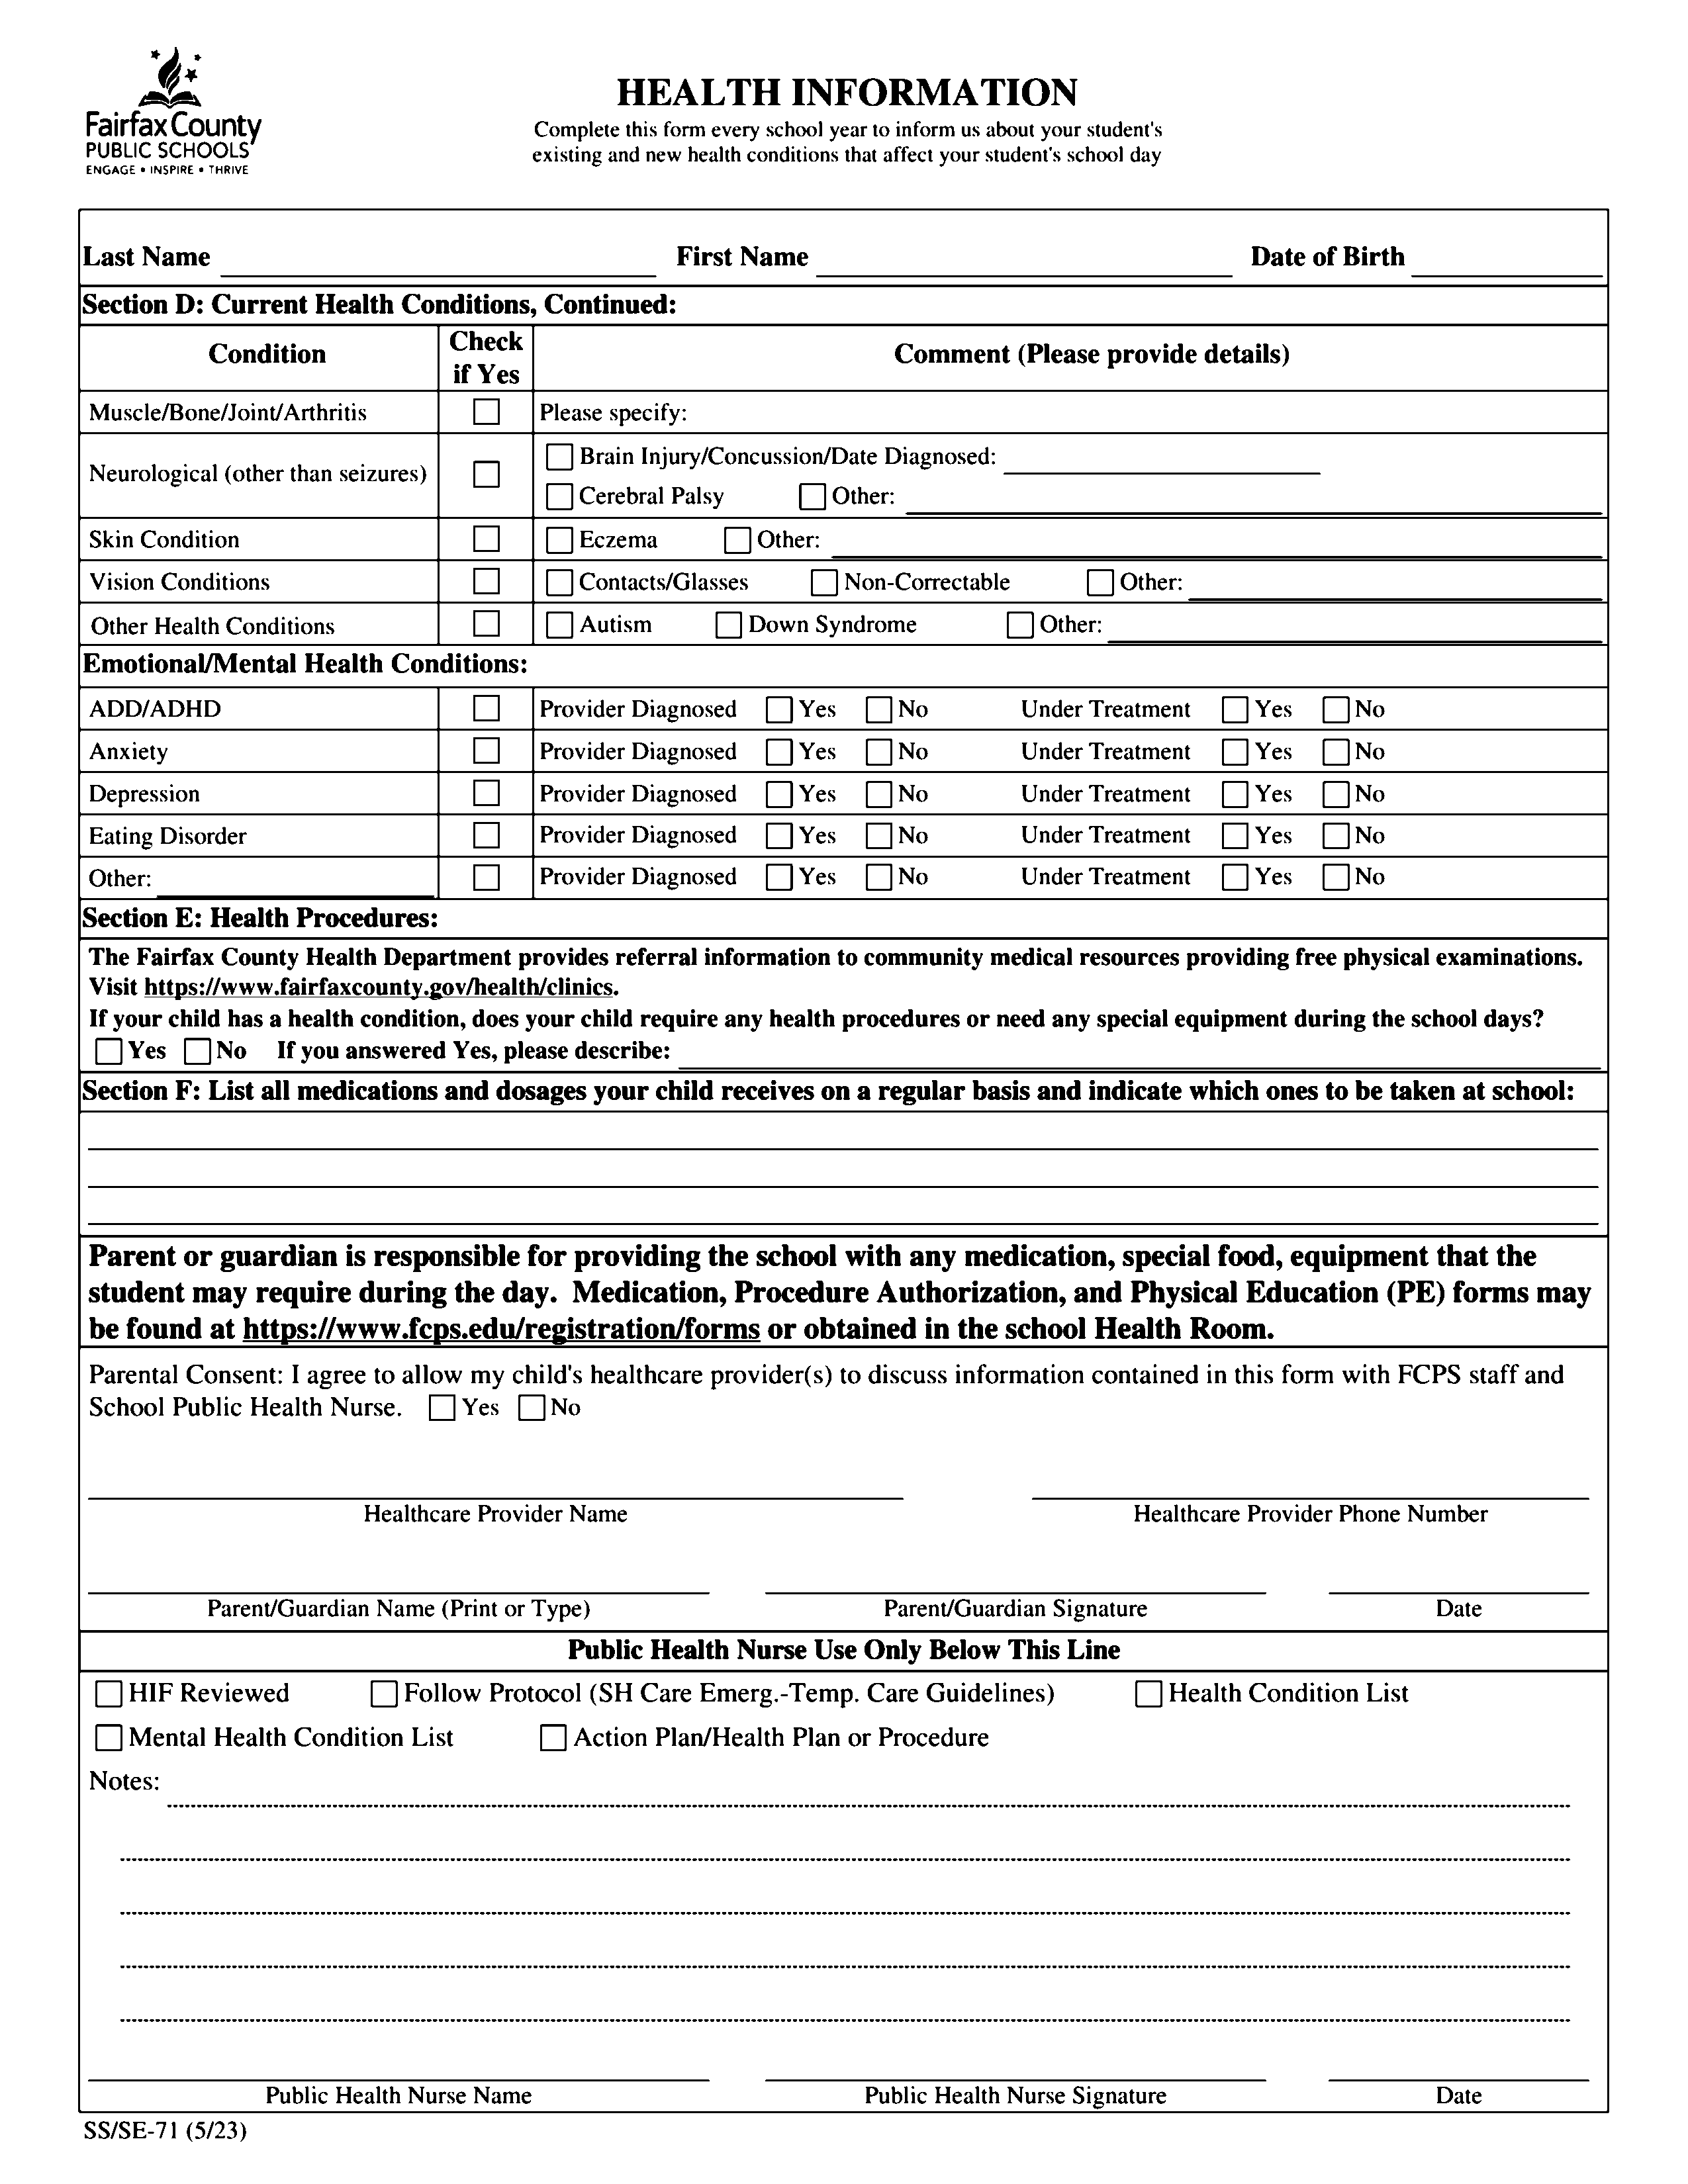 Fairfax County
PUBLIC SCHOOLS
ENGAGE • INSPIRE • THRIVE
HEALTH INFORMATION
Complete this form every school year to inform us about your student's
existing and new health conditions that affect your student's school day
Last Name First Name Date of Birth
Section D: Current Health Conditions, Continued:
Condition Check if Yes Comment (Please provide details)
Muscle/Bone/Joint/Arthritis Please specify:
Neurological (other than seizures) Brain Injury/Concussion/Date Diagnosed:
Cerebral Palsy Other:
Skin Condition Eczema Other:
Vision Conditions Contacts/Glasses Non-Correctable Other:
Other Health Conditions Autism Down Syndrome Other:
Emotional/Mental Health Conditions:
ADD/ADHD Provider Diagnosed Yes No Under Treatment Yes No
Anxiety Provider Diagnosed Yes No Under Treatment Yes No
Depression Provider Diagnosed Yes No Under Treatment Yes No
Eating Disorder Provider Diagnosed Yes No Under Treatment Yes No
Other: Provider Diagnosed Yes No Under Treatment Yes No
Section E: Health Procedures:
The Fairfax County Health Department provides referral information to community medical resources providing free physical examinations.
Visit https://www.fairfaxcounty.gov/health/clinics.
If your child has a health condition, does your child require any health procedures or need any special equipment during the school days?
Yes No If you answered Yes, please describe:
Section F: List all medications and dosages your child receives on a regular basis and indicate which ones to be taken at school:
Parent or guardian is responsible for providing the school with any medication, special food, equipment that the
student may require during the day. Medication, Procedure Authorization, and Physical Education (PE) forms may
be found at https://www.fcps.edu/registration/forms or obtained in the school Health Room.
Parental Consent: I agree to allow my child's healthcare provider(s) to discuss information contained in this form with FCPS staff and
School Public Health Nurse. Yes No
Healthcare Provider Name Healthcare Provider Phone Number
Parent/Guardian Name (Print or Type) Parent/Guardian Signature Date
Public Health Nurse Use Only Below This Line
HIF Reviewed Follow Protocol (SH Care Emerg.-Temp. Care Guidelines) Health Condition List
Mental Health Condition List Action Plan/Health Plan or Procedure
Notes:
Public Health Nurse Name Public Health Nurse Signature Date
SS/SE-71 (5/23)